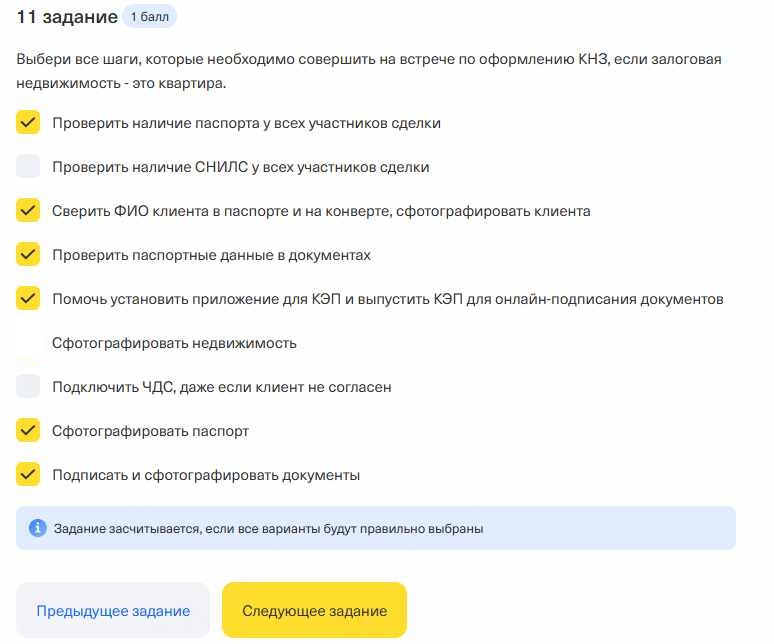 11 задание 1 балл
Выбери все шаги, которые необходимо совершить на встрече по оформлению КНЗ, если залоговая
недвижимость - это квартира.
Проверить наличие паспорта у всех участников сделки
Проверить наличие СНИЛС у всех участников сделки
Сверить ФИО клиента в паспорте и на конверте, сфотографировать клиента
Проверить паспортные данные в документах
Помочь установить приложение для КЭП и выпустить КЭП для онлайн-подписания документов
Сфотографировать недвижимость
Подключить ЧДС, даже если клиент не согласен
Сфотографировать паспорт
Подписать и сфотографировать документы
Задание засчитывается, если все варианты будут правильно выбраны
Предыдущее задание Следующее задание